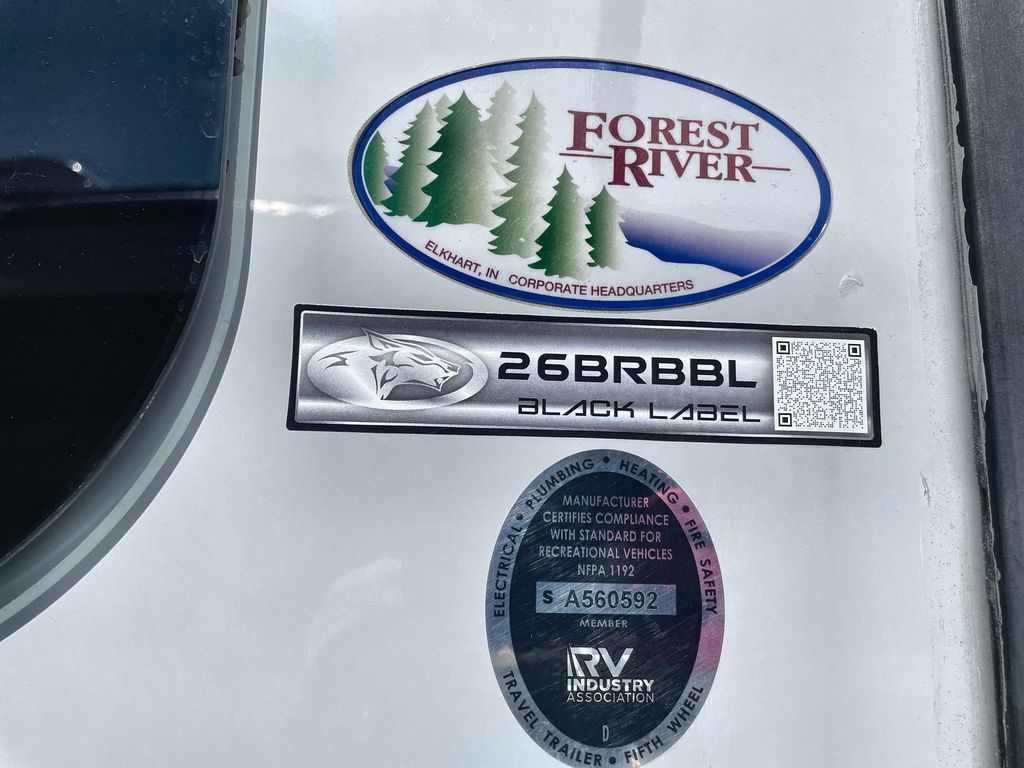 FOREST
RIVER
ELKHART, IN CORPORATE HEADQUARTERS
26BRBBL
BLACK LABEL
ELECTRICAL • PLUMBING • HEATING • FIRE SAFETY
MANUFACTURER
CERTIFIES COMPLIANCE
WITH STANDARD FOR
RECREATIONAL VEHICLES
NFPA 1192
S A560592
MEMBER
RV
INDUSTRY
ASSOCIATION
D
TRAVEL TRAILER • FIFTH WHEEL